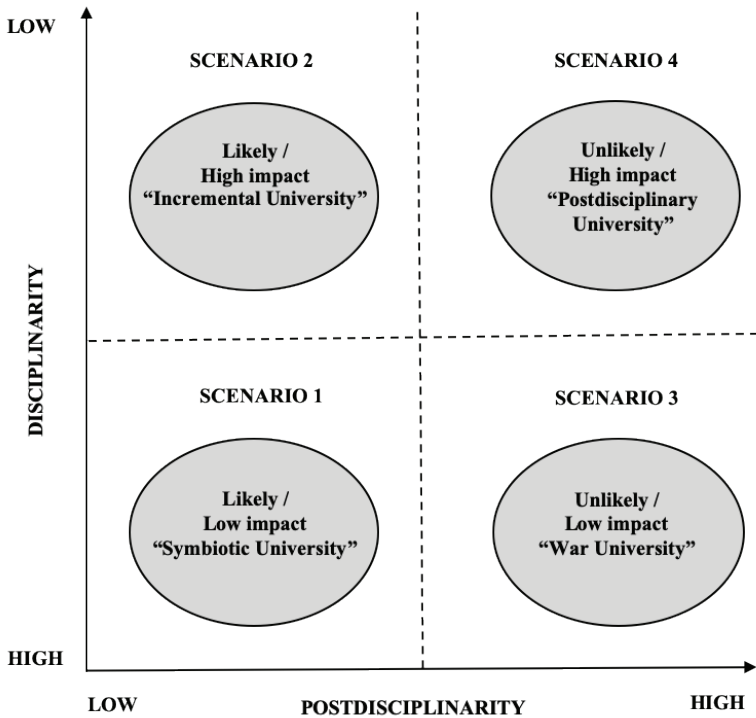 LOW
SCENARIO 2
SCENARIO 4
Likely /
High impact
“Incremental University”
Unlikely /
High impact
“Postdisciplinary
University”
DISCIPLINARITY
SCENARIO 1
SCENARIO 3
Likely /
Low impact
“Symbiotic University”
Unlikely /
Low impact
“War University”
HIGH
LOW
POSTDISCIPLINARITY
HIGH